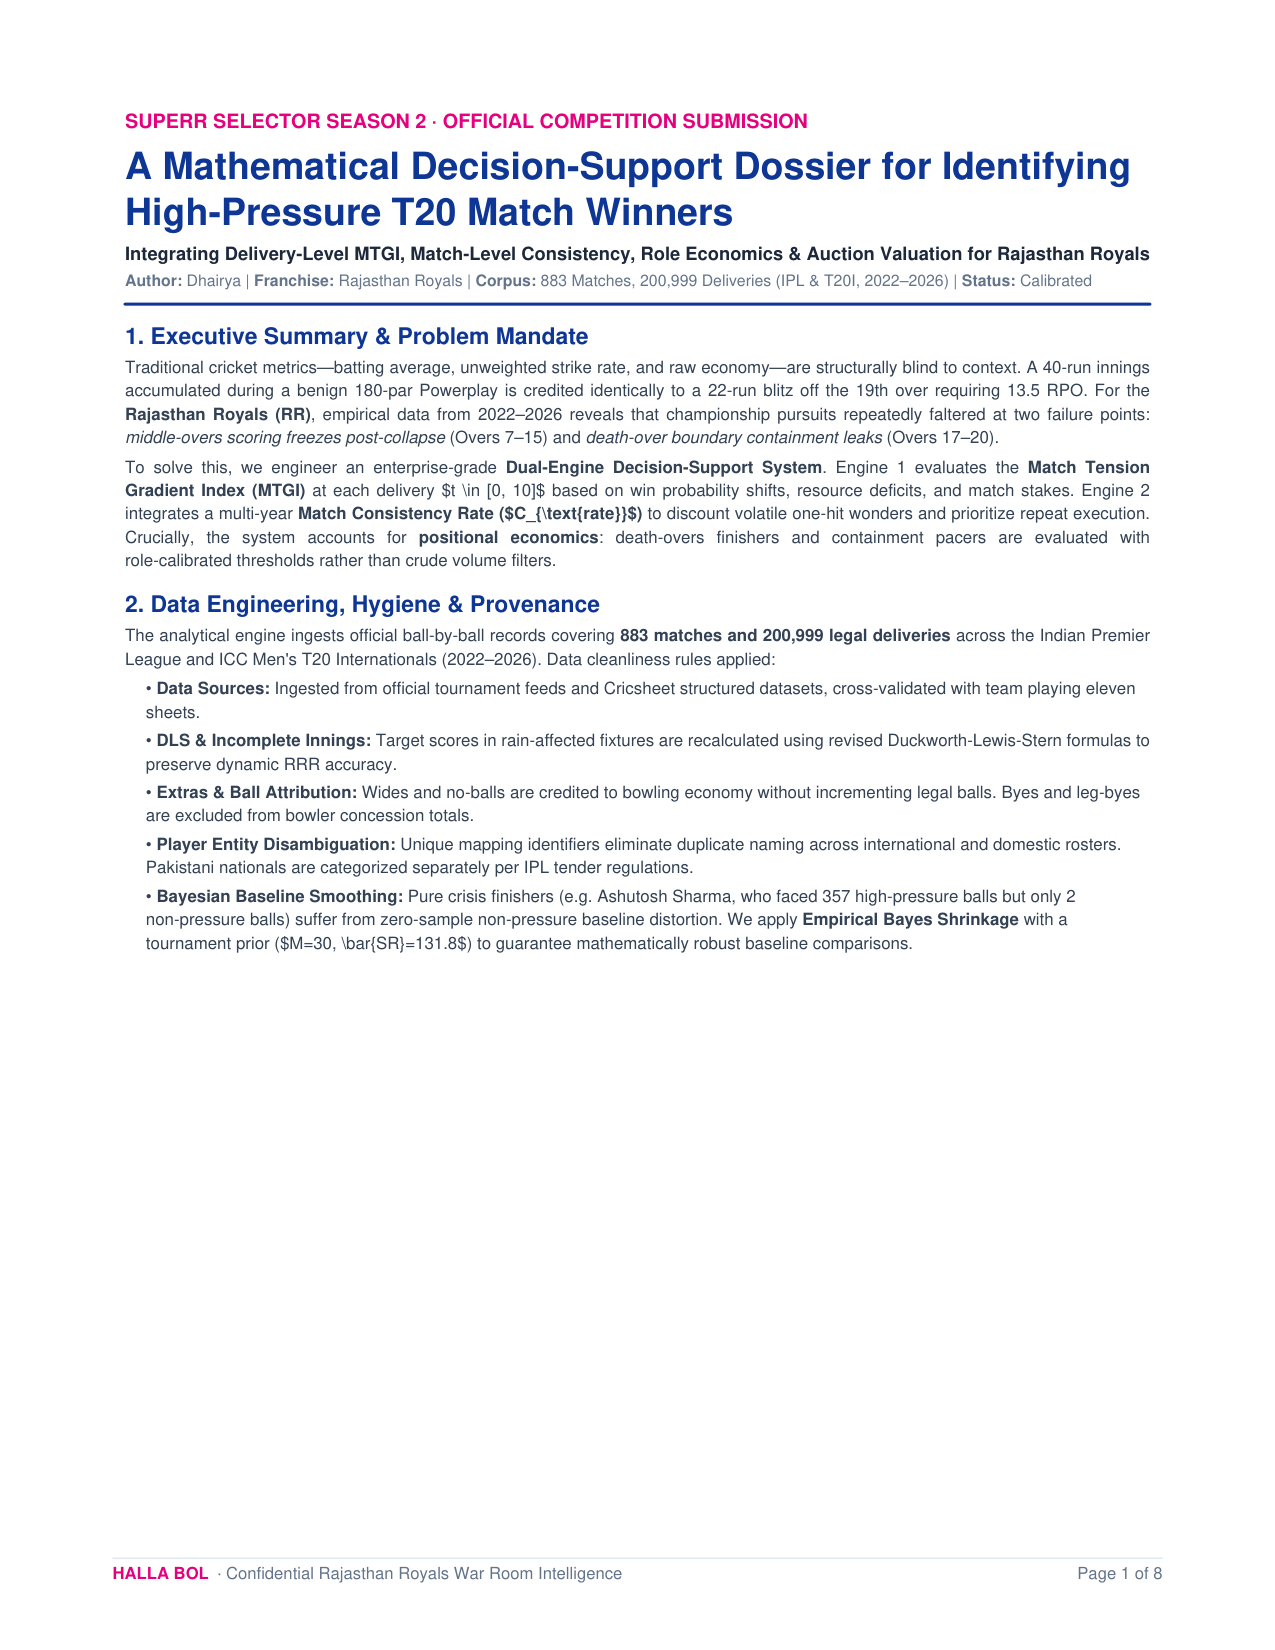 SUPERR SELECTOR SEASON 2 · OFFICIAL COMPETITION SUBMISSION
A Mathematical Decision-Support Dossier for Identifying
High-Pressure T20 Match Winners
Integrating Delivery-Level MTGI, Match-Level Consistency, Role Economics & Auction Valuation for Rajasthan Royals
Author: Dhairya | Franchise: Rajasthan Royals | Corpus: 883 Matches, 200,999 Deliveries (IPL & T20I, 2022–2026) | Status: Calibrated
1. Executive Summary & Problem Mandate
Traditional cricket metrics—batting average, unweighted strike rate, and raw economy—are structurally blind to context. A 40-run innings
accumulated during a benign 180-par Powerplay is credited identically to a 22-run blitz off the 19th over requiring 13.5 RPO. For the
Rajasthan Royals (RR), empirical data from 2022–2026 reveals that championship pursuits repeatedly faltered at two failure points:
middle-overs scoring freezes post-collapse (Overs 7–15) and death-over boundary containment leaks (Overs 17–20).
To solve this, we engineer an enterprise-grade Dual-Engine Decision-Support System. Engine 1 evaluates the Match Tension
Gradient Index (MTGI) at each delivery $t \in [0, 10]$ based on win probability shifts, resource deficits, and match stakes. Engine 2
integrates a multi-year Match Consistency Rate ($C_{\text{rate}}$) to discount volatile one-hit wonders and prioritize repeat execution.
Crucially, the system accounts for positional economics: death-overs finishers and containment pacers are evaluated with
role-calibrated thresholds rather than crude volume filters.
2. Data Engineering, Hygiene & Provenance
The analytical engine ingests official ball-by-ball records covering 883 matches and 200,999 legal deliveries across the Indian Premier
League and ICC Men's T20 Internationals (2022–2026). Data cleanliness rules applied:
• Data Sources: Ingested from official tournament feeds and Cricsheet structured datasets, cross-validated with team playing eleven
sheets.
• DLS & Incomplete Innings: Target scores in rain-affected fixtures are recalculated using revised Duckworth-Lewis-Stern formulas to
preserve dynamic RRR accuracy.
• Extras & Ball Attribution: Wides and no-balls are credited to bowling economy without incrementing legal balls. Byes and leg-byes
are excluded from bowler concession totals.
• Player Entity Disambiguation: Unique mapping identifiers eliminate duplicate naming across international and domestic rosters.
Pakistani nationals are categorized separately per IPL tender regulations.
• Bayesian Baseline Smoothing: Pure crisis finishers (e.g. Ashutosh Sharma, who faced 357 high-pressure balls but only 2
non-pressure balls) suffer from zero-sample non-pressure baseline distortion. We apply Empirical Bayes Shrinkage with a
tournament prior ($M=30, \bar{SR}=131.8$) to guarantee mathematically robust baseline comparisons.
HALLA BOL · Confidential Rajasthan Royals War Room Intelligence
Page 1 of 8